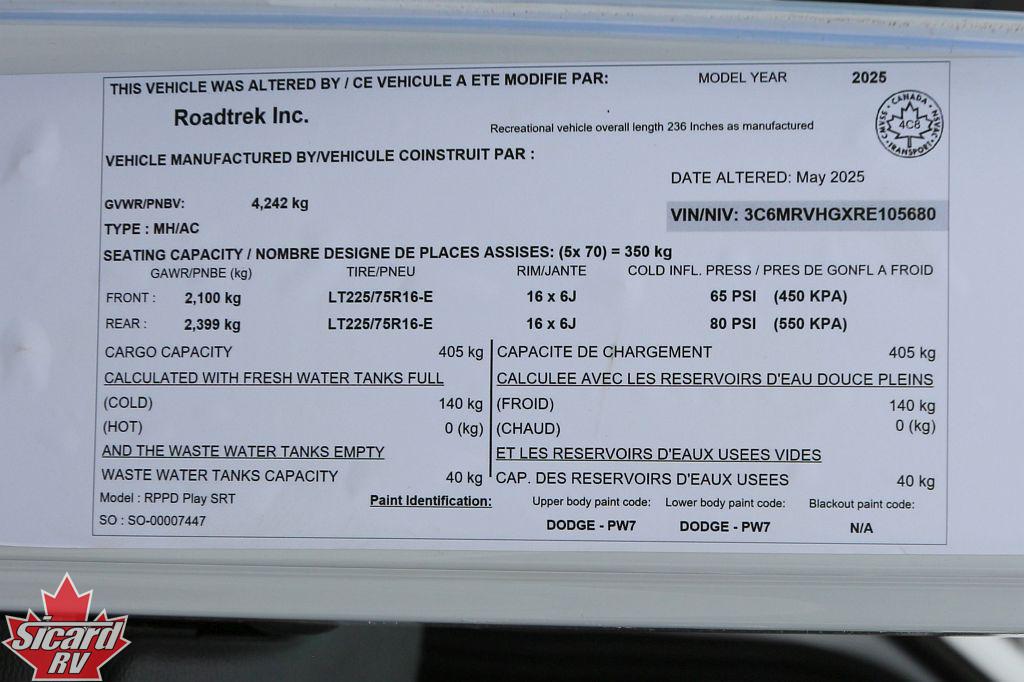 THIS VEHICLE WAS ALTERED BY / CE VEHICULE A ETE MODIFIE PAR: MODEL YEAR 2025
Roadtrek Inc.
Recreational vehicle overall length 236 Inches as manufactured
CANADA
4C8
TRANSPORT
VEHICLE MANUFACTURED BY/VEHICULE COINSTRUIT PAR :
DATE ALTERED: May 2025
GVWR/PNBV: 4,242 kg
VIN/NIV: 3C6MRVHGXRE105680
TYPE : MH/AC
SEATING CAPACITY / NOMBRE DESIGNE DE PLACES ASSISES: (5x 70) = 350 kg
GAWR/PNBE (kg) TIRE/PNEU RIM/JANTE COLD INFL. PRESS / PRES DE GONFL A FROID
FRONT : 2,100 kg LT225/75R16-E 16 x 6J 65 PSI (450 KPA)
REAR : 2,399 kg LT225/75R16-E 16 x 6J 80 PSI (550 KPA)
CARGO CAPACITY 405 kg CAPACITE DE CHARGEMENT 405 kg
CALCULATED WITH FRESH WATER TANKS FULL CALCULEE AVEC LES RESERVOIRS D'EAU DOUCE PLEINS
(COLD) 140 kg (FROID) 140 kg
(HOT) 0 (kg) (CHAUD) 0 (kg)
AND THE WASTE WATER TANKS EMPTY ET LES RESERVOIRS D'EAUX USEES VIDES
WASTE WATER TANKS CAPACITY 40 kg CAP. DES RESERVOIRS D'EAUX USEES 40 kg
Model : RPPD Play SRT Paint Identification: Upper body paint code: Lower body paint code: Blackout paint code:
SO : SO-00007447 DODGE - PW7 DODGE - PW7 N/A
Sicard
RV